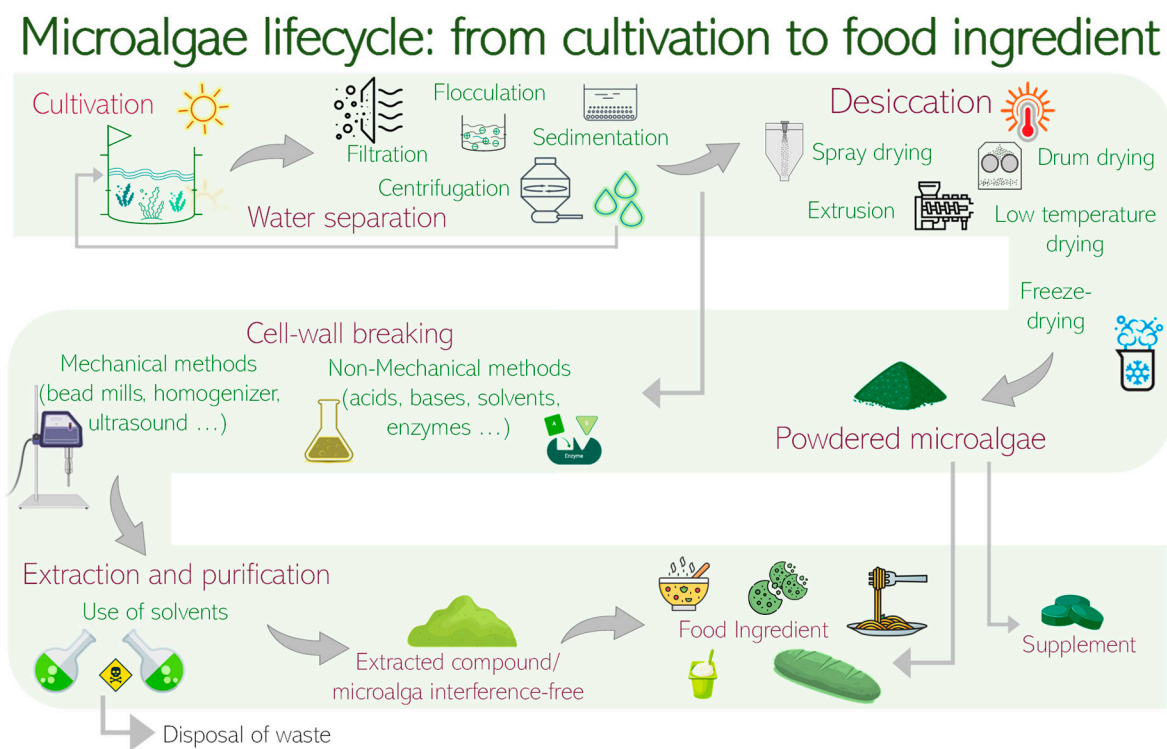 Microalgae lifecycle: from cultivation to food ingredient
Cultivation
Filtration
Flocculation
Sedimentation
Centrifugation
Water separation
Desiccation
Spray drying
Drum drying
Extrusion
Low temperature
drying
Freeze-
drying
Powdered microalgae
Cell-wall breaking
Mechanical methods
(bead mills, homogenizer,
ultrasound …)
Non-Mechanical methods
(acids, bases, solvents,
enzymes …)
A
B
Enzyme
Extraction and purification
Use of solvents
Disposal of waste
Extracted compound/
microalga interference-free
Food Ingredient
Supplement